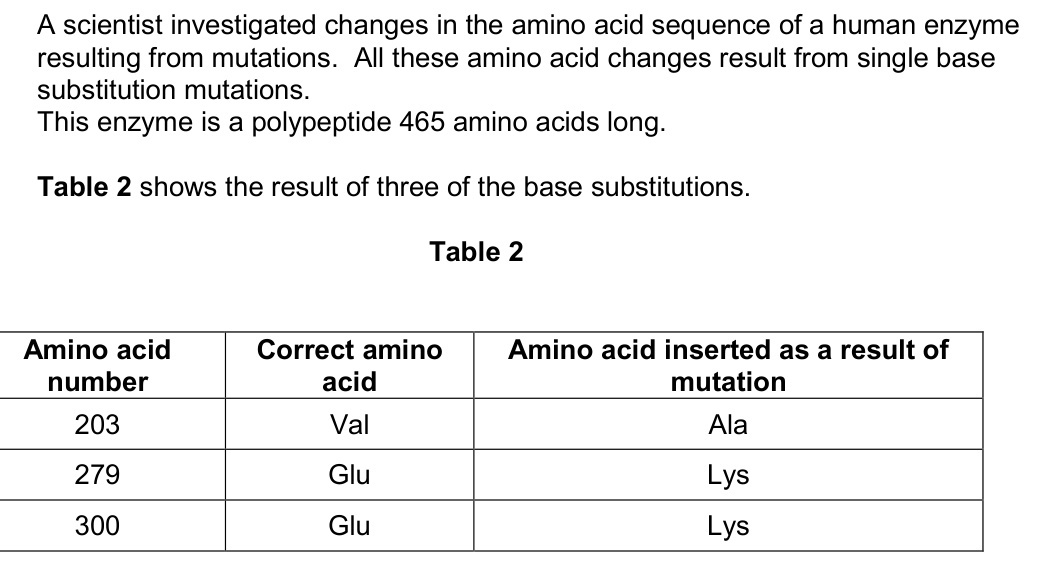 A scientist investigated changes in the amino acid sequence of a human enzyme
resulting from mutations. All these amino acid changes result from single base
substitution mutations.
This enzyme is a polypeptide 465 amino acids long.
Table 2 shows the result of three of the base substitutions.
Table 2
Amino acid number | Correct amino acid | Amino acid inserted as a result of mutation
203 | Val | Ala
279 | Glu | Lys
300 | Glu | Lys